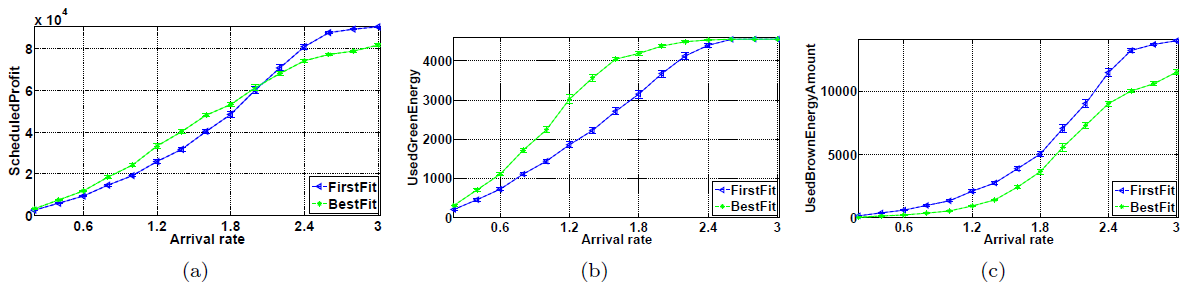 x 10^4
8
6
4
2
0
ScheduledProfit
0.6 1.2 1.8 2.4 3
Arrival rate
FirstFit
BestFit
(a)
4000
3000
2000
1000
0
UsedGreenEnergy
0.6 1.2 1.8 2.4 3
Arrival rate
FirstFit
BestFit
(b)
10000
5000
0
UsedBrownEnergyAmount
0.6 1.2 1.8 2.4 3
Arrival rate
FirstFit
BestFit
(c)